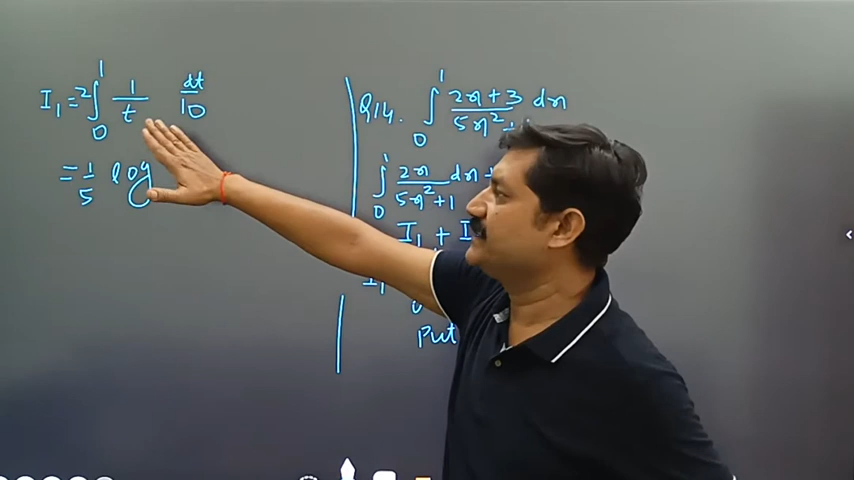 I₁ = 2∫₀¹ 1/t dt/10
= 1/5 log
Q14. ∫₀¹ (2x+3)/(5x²+ dx
∫₀¹ 2x/(5x²+1) dx +
I₁ + I
I₁
Put